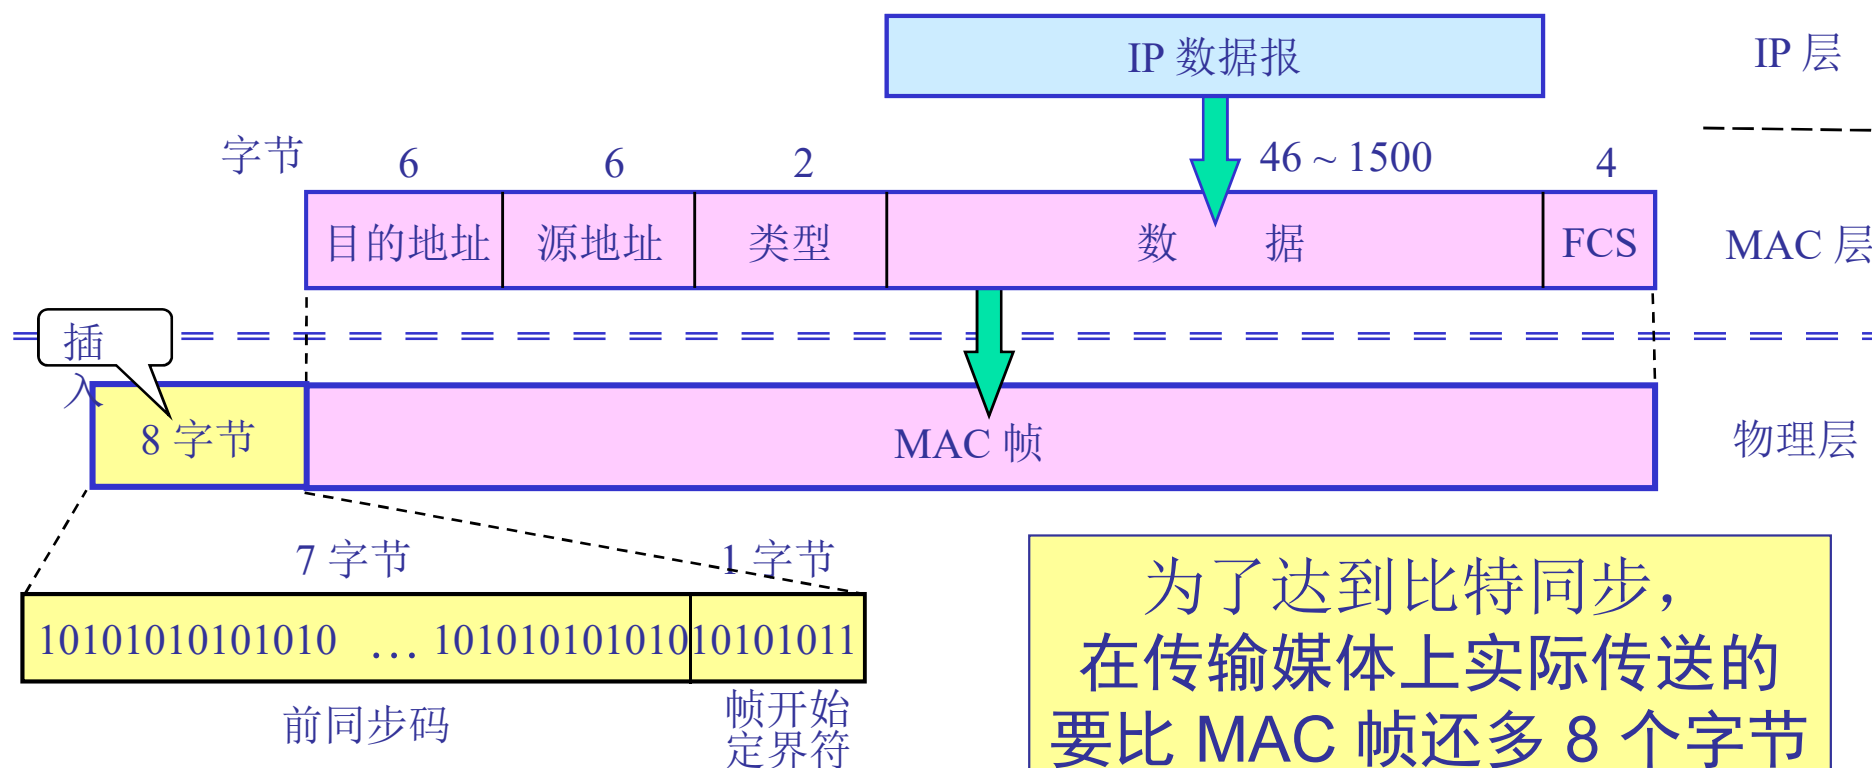 IP 数据报
IP 层
字节 6 6 2 46 ~ 1500 4
目的地址 源地址 类型 数 据 FCS
MAC 层
插
入
8 字节
MAC 帧
物理层
7 字节 1 字节
10101010101010 … 101010101010 10101011
前同步码
帧开始
定界符
为了达到比特同步，
在传输媒体上实际传送的
要比 MAC 帧还多 8 个字节